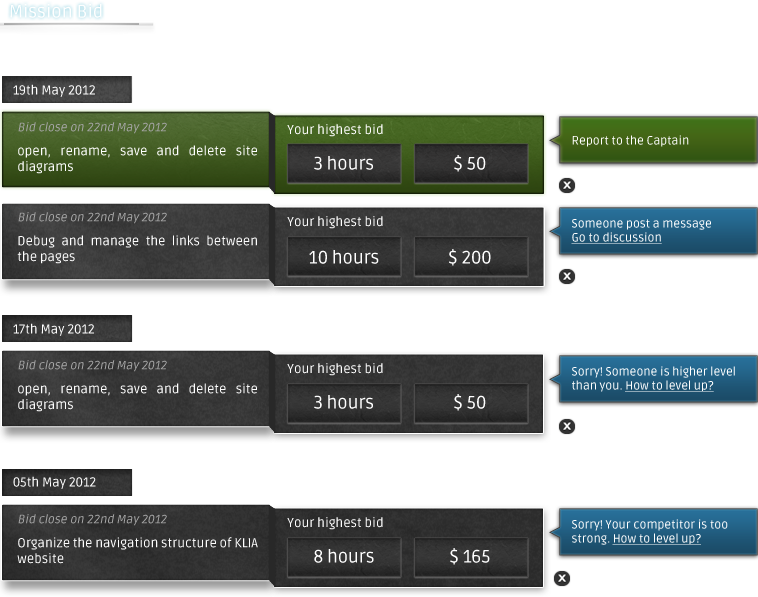 Mission Bid
19th May 2012
Bid close on 22nd May 2012
open, rename, save and delete site
diagrams
Your highest bid
3 hours
$ 50
Report to the Captain
x
Bid close on 22nd May 2012
Debug and manage the links between
the pages
Your highest bid
10 hours
$ 200
Someone post a message
Go to discussion
x
17th May 2012
Bid close on 22nd May 2012
open, rename, save and delete site
diagrams
Your highest bid
3 hours
$ 50
Sorry! Someone is higher level
than you. How to level up?
x
05th May 2012
Bid close on 22nd May 2012
Organize the navigation structure of KLIA
website
Your highest bid
8 hours
$ 165
Sorry! Your competitor is too
strong. How to level up?
x